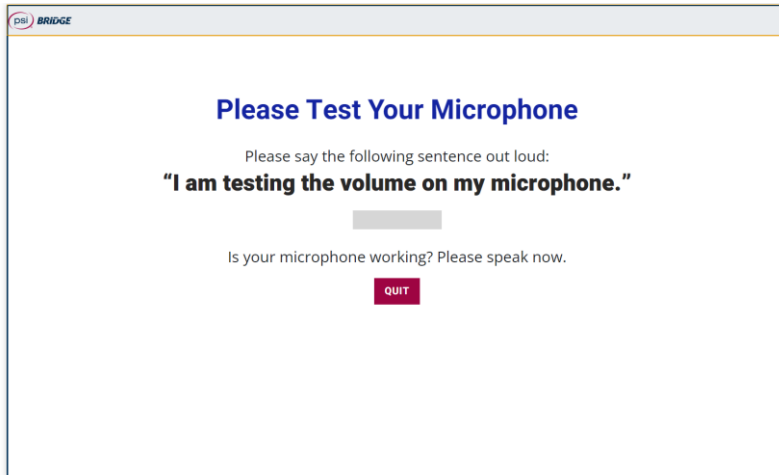 psi BRIDGE
Please Test Your Microphone
Please say the following sentence out loud:
“I am testing the volume on my microphone.”
Is your microphone working? Please speak now.
QUIT